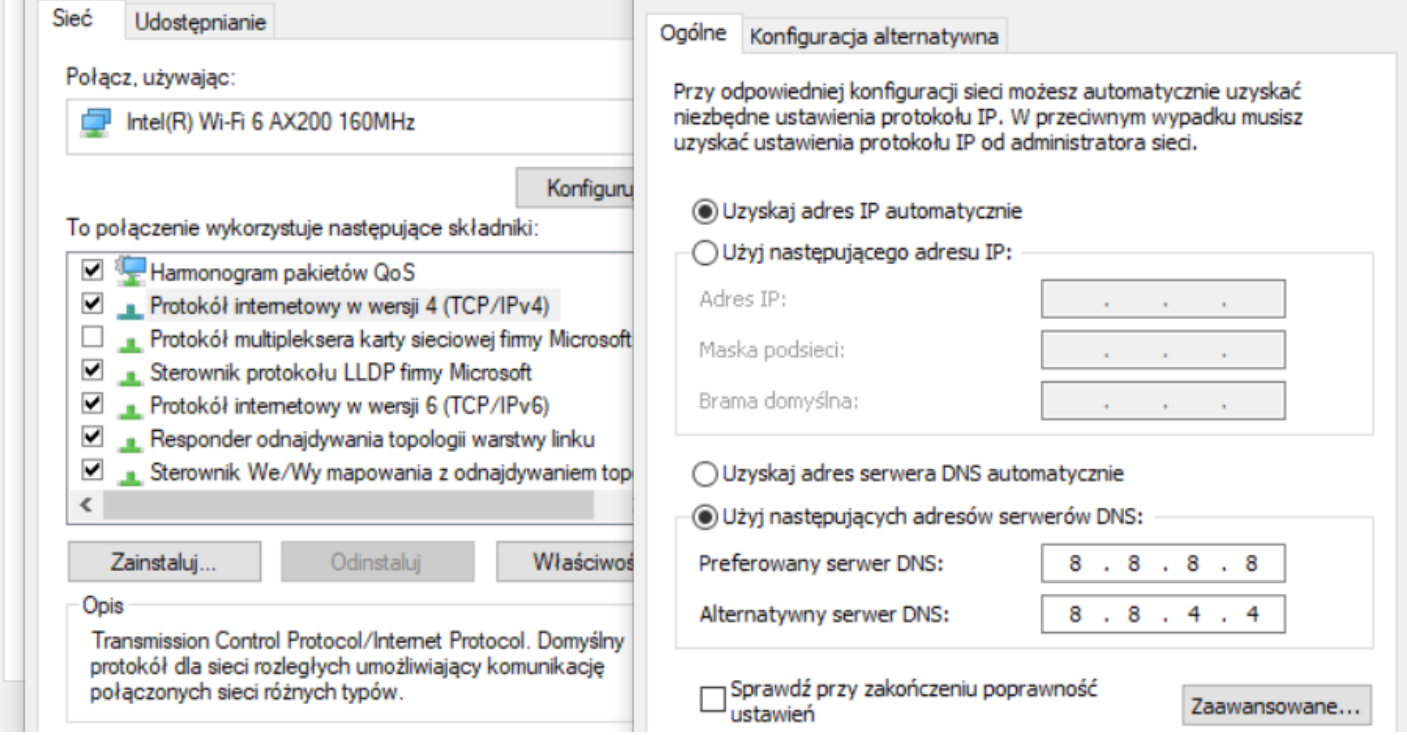 Sieć
Udostępnianie
Połącz, używając:
Intel(R) Wi-Fi 6 AX200 160MHz
Konfiguru
To połączenie wykorzystuje następujące składniki:
Harmonogram pakietów QoS
Protokół internetowy w wersji 4 (TCP/IPv4)
Protokół multipleksera karty sieciowej firmy Microsoft
Sterownik protokołu LLDP firmy Microsoft
Protokół internetowy w wersji 6 (TCP/IPv6)
Responder odnajdywania topologii warstwy linku
Sterownik We/Wy mapowania z odnajdywaniem topo
Zainstaluj...
Odinstaluj
Właściwoś
Opis
Transmission Control Protocol/Internet Protocol. Domyślny
protokół dla sieci rozległych umożliwiający komunikację
połączonych sieci różnych typów.
Ogólne
Konfiguracja alternatywna
Przy odpowiedniej konfiguracji sieci możesz automatycznie uzyskać
niezbędne ustawienia protokołu IP. W przeciwnym wypadku musisz
uzyskać ustawienia protokołu IP od administratora sieci.
Uzyskaj adres IP automatycznie
Użyj następującego adresu IP:
Adres IP:
Maska podsieci:
Brama domyślna:
Uzyskaj adres serwera DNS automatycznie
Użyj następujących adresów serwerów DNS:
Preferowany serwer DNS: 8 . 8 . 8 . 8
Alternatywny serwer DNS: 8 . 8 . 4 . 4
Sprawdź przy zakończeniu poprawność
ustawień
Zaawansowane...